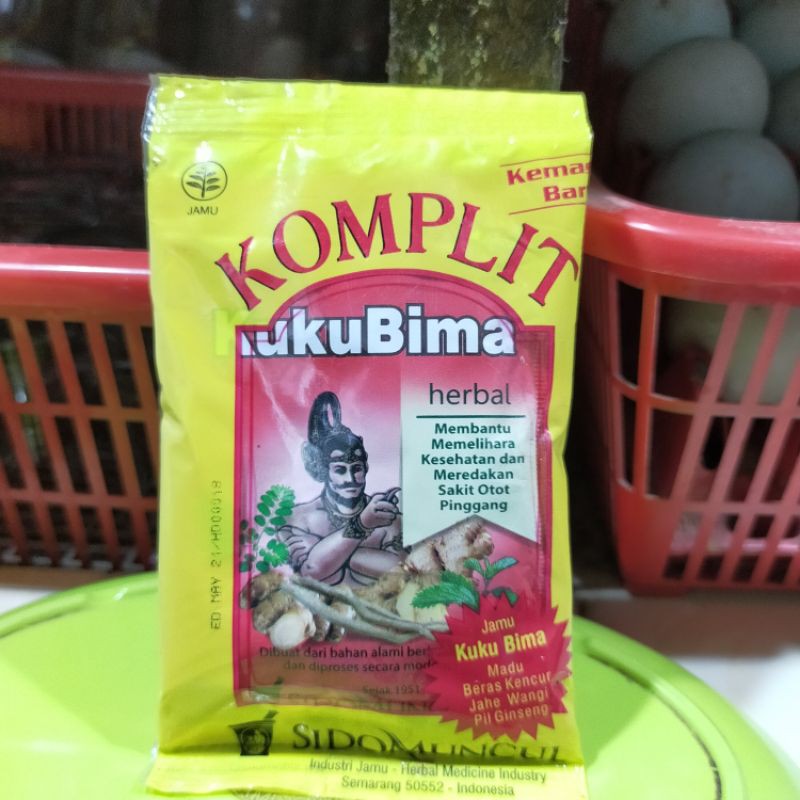 JAMU
Kemas
Bar
KOMPLIT
KukuBima
herbal
Membantu
Memelihara
Kesehatan dan
Meredakan
Sakit Otot
Pinggang
ED MAY 21/HD00018
Dibuat dari bahan alami ber
dan diproses secara mod
Sejak 1951
Jamu
Kuku Bima
Madu
Beras Kencur
Jahe Wangi
Pil Ginseng
SIDOMUNCUL
Industri Jamu - Herbal Medicine Industry
Semarang 50552 - Indonesia